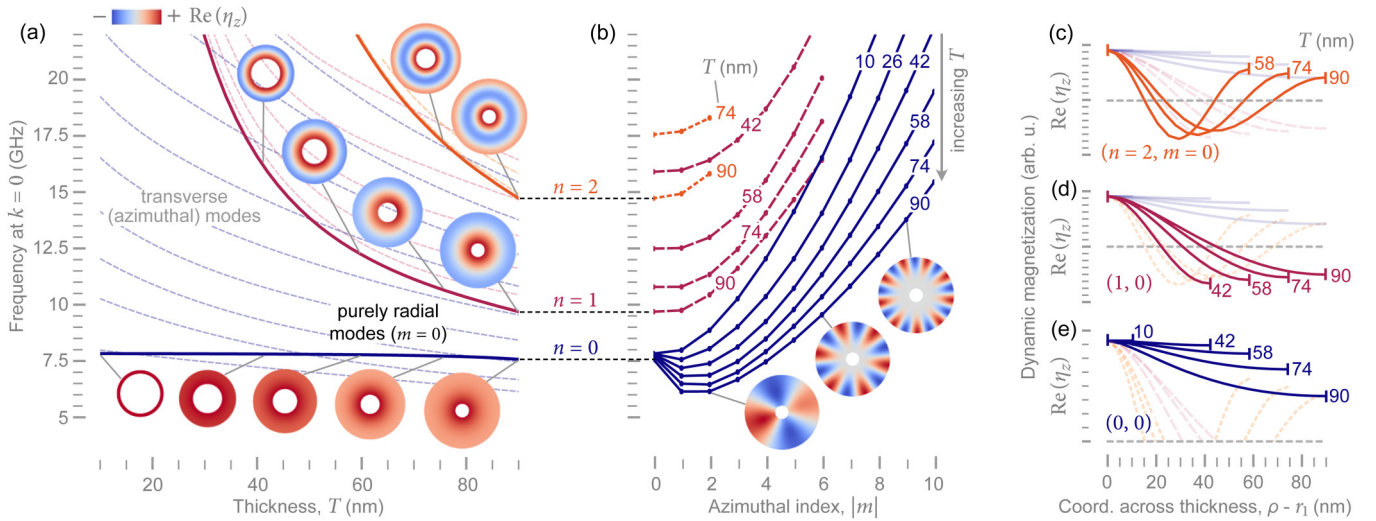 − + Re(η_z)
(a)
Frequency at k = 0 (GHz)
20
17.5
15
12.5
10
7.5
5
transverse
(azimuthal) modes
purely radial
modes (m = 0)
n = 2
n = 1
n = 0
20
40
60
80
Thickness, T (nm)
(b)
T (nm)
74
42
90
58
74
90
10
26
42
58
74
90
increasing T
0
2
4
6
8
10
Azimuthal index, |m|
Dynamic magnetization (arb. u.)
(c)
T (nm)
Re(η_z)
58
74
90
(n = 2, m = 0)
(d)
Re(η_z)
90
42
58
74
(1, 0)
(e)
Re(η_z)
10
42
58
74
90
(0, 0)
0
20
40
60
80
Coord. across thickness, ρ - r_I (nm)